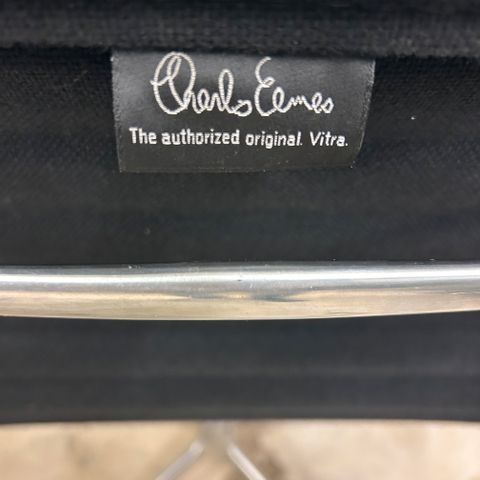 Charles Eames
The authorized original. Vitra.